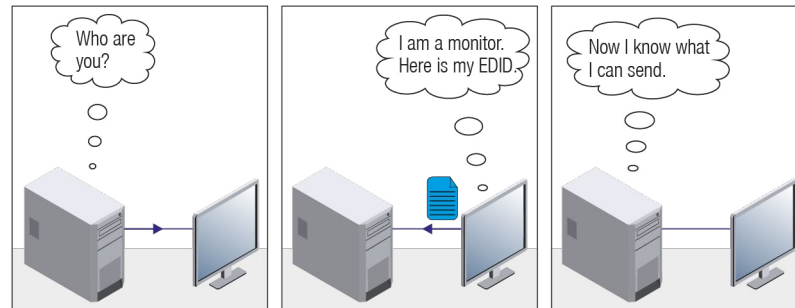 Who are
you?
I am a monitor.
Here is my EDID.
Now I know what
I can send.